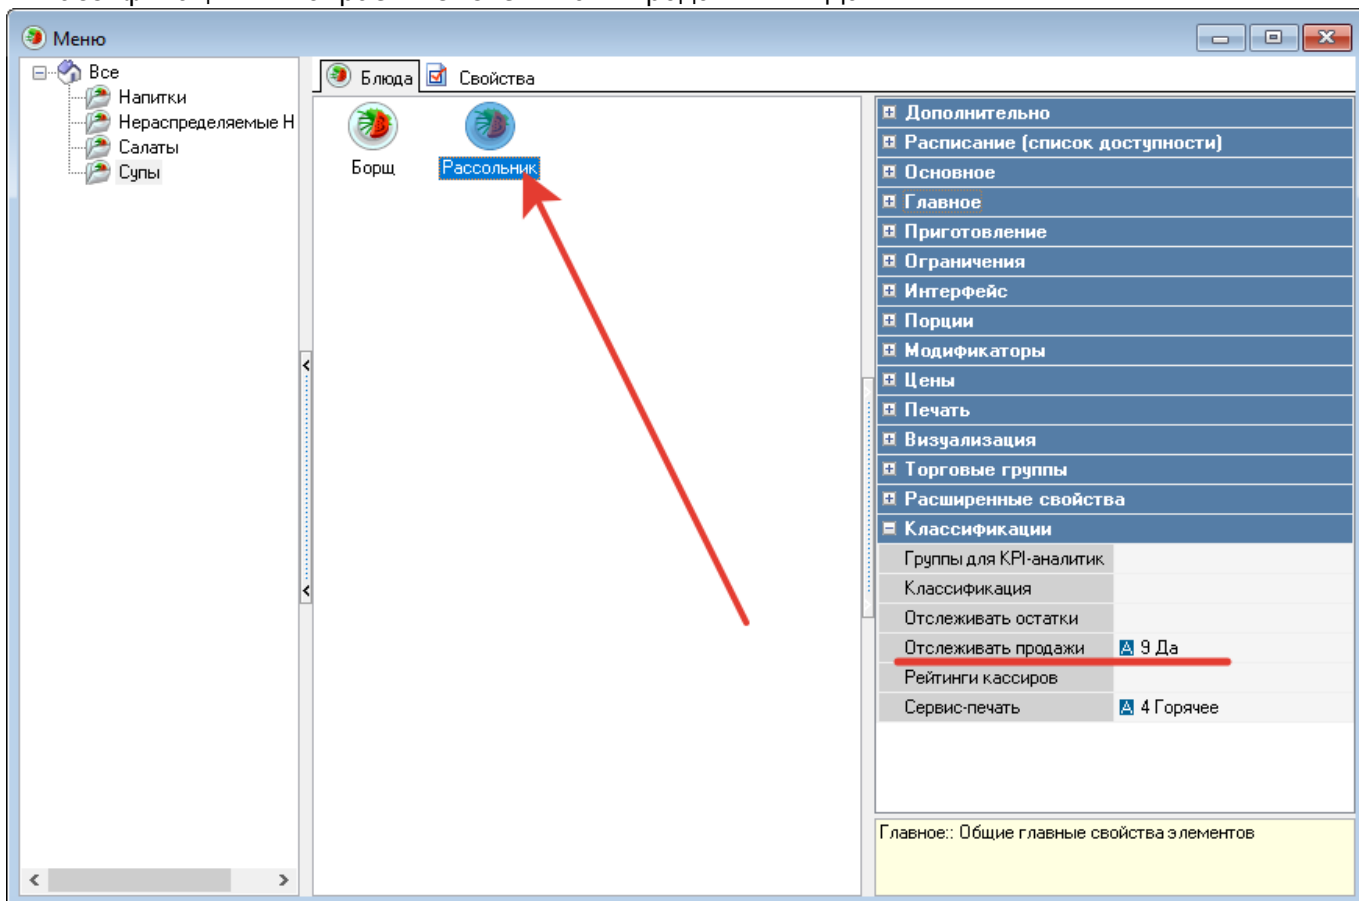 Меню
Все
Напитки
Нераспределяемые Н
Салаты
Супы
Блюда
Свойства
Борщ
Рассольник
Дополнительно
Расписание (список доступности)
Основное
Главное
Приготовление
Ограничения
Интерфейс
Порции
Модификаторы
Цены
Печать
Визуализация
Торговые группы
Расширенные свойства
Классификации
Группы для KPI-аналитик
Классификация
Отслеживать остатки
Отслеживать продажи A 9 Да
Рейтинги кассиров
Сервис-печать A 4 Горячее
Главное:: Общие главные свойства элементов